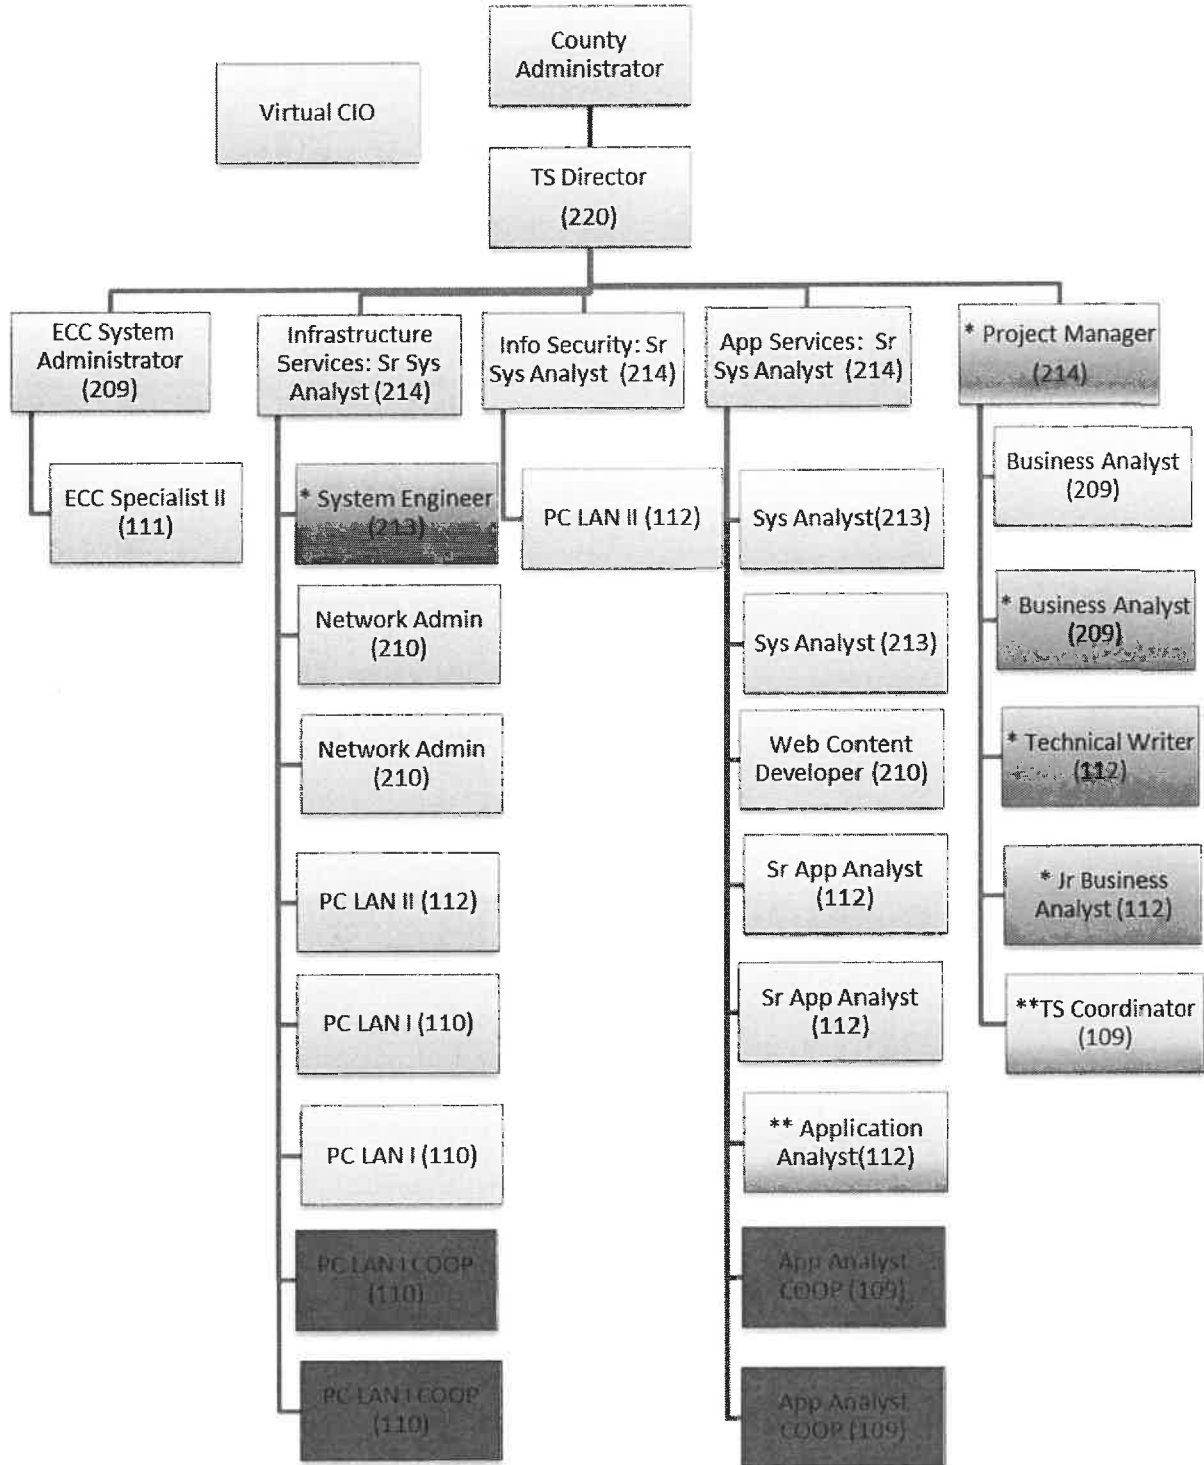 County
Administrator
Virtual CIO
TS Director
(220)
ECC System
Administrator
(209)
Infrastructure
Services: Sr Sys
Analyst (214)
Info Security: Sr
Sys Analyst (214)
App Services: Sr
Sys Analyst (214)
* Project Manager
(214)
ECC Specialist II
(111)
* System Engineer
(213)
Network Admin
(210)
Network Admin
(210)
PC LAN II (112)
PC LAN I (110)
PC LAN I (110)
PC LAN I COOP
(110)
PC LAN I COOP
(110)
PC LAN II (112)
Sys Analyst(213)
Sys Analyst (213)
Web Content
Developer (210)
Sr App Analyst
(112)
Sr App Analyst
(112)
** Application
Analyst(112)
App Analyst
COOP (109)
App Analyst
COOP (109)
Business Analyst
(209)
* Business Analyst
(209)
* Technical Writer
(112)
* Jr Business
Analyst (112)
**TS Coordinator
(109)